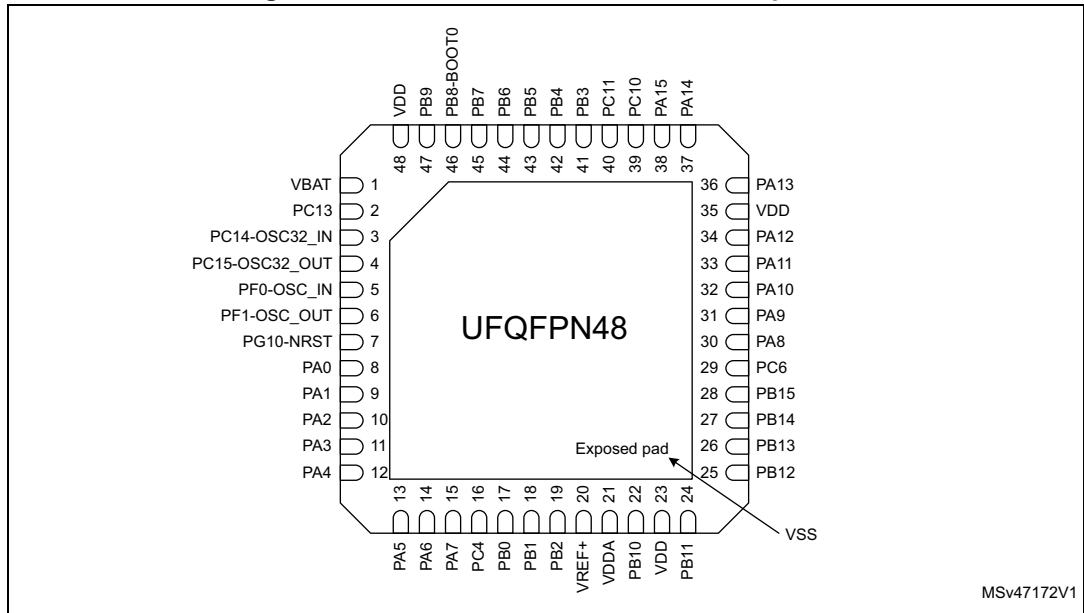 VDD
PB9
PB8-BOOT0
PB7
PB6
PB5
PB4
PB3
PC11
PC10
PA15
PA14
48 47 46 45 44 43 42 41 40 39 38 37
VBAT 1
PC13 2
PC14-OSC32_IN 3
PC15-OSC32_OUT 4
PF0-OSC_IN 5
PF1-OSC_OUT 6
PG10-NRST 7
PA0 8
PA1 9
PA2 10
PA3 11
PA4 12
UFQFPN48
Exposed pad
36 PA13
35 VDD
34 PA12
33 PA11
32 PA10
31 PA9
30 PA8
29 PC6
28 PB15
27 PB14
26 PB13
25 PB12
13 14 15 16 17 18 19 20 21 22 23 24
PA5
PA6
PA7
PC4
PB0
PB1
PB2
VREF+
VDDA
PB10
VDD
PB11
VSS
MSv47172V1